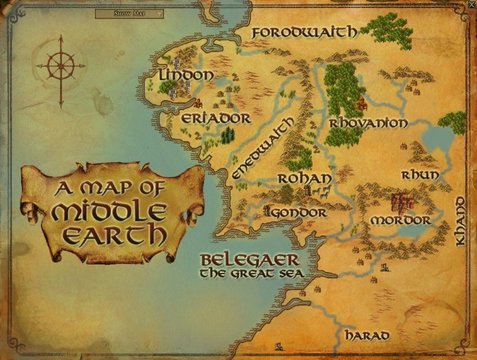 Show Map
FORODWAITH
LINDON
ERIADOR
RHOVANION
ENEDWAITH
RHUN
ROHAN
GONDOR
MORDOR
KHAND
A MAP OF
MIDDLE
EARTH
BELEGAER
THE GREAT SEA
HARAD